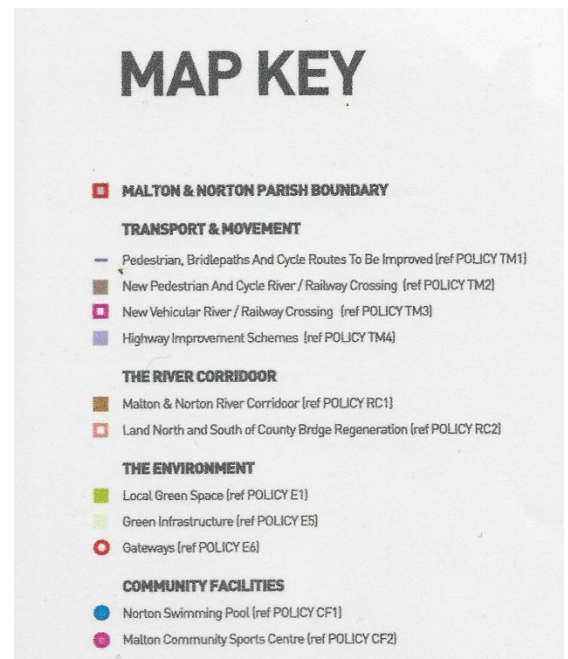 MAP KEY
MALTON & NORTON PARISH BOUNDARY
TRANSPORT & MOVEMENT
Pedestrian, Bridlepaths And Cycle Routes To Be Improved (ref POLICY TM1)
New Pedestrian And Cycle River / Railway Crossing (ref POLICY TM2)
New Vehicular River / Railway Crossing (ref POLICY TM3)
Highway Improvement Schemes (ref POLICY TM4)
THE RIVER CORRIDOOR
Malton & Norton River Corridoor (ref POLICY RC1)
Land North and South of County Brdge Regeneration (ref POLICY RC2)
THE ENVIRONMENT
Local Green Space (ref POLICY E1)
Green Infrastructure (ref POLICY E5)
Gateways (ref POLICY E6)
COMMUNITY FACILITIES
Norton Swimming Pool (ref POLICY CF1)
Malton Community Sports Centre (ref POLICY CF2)